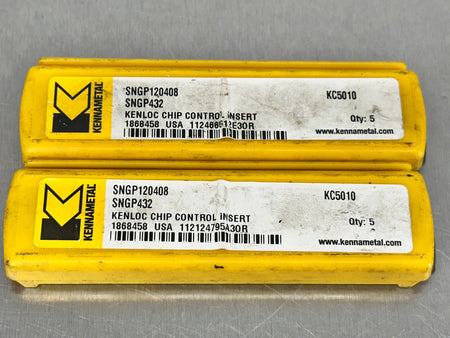 KENNAMETAL
SNGP120408
SNGP432
KC5010
KENLOC CHIP CONTROL INSERT
1868458 USA
Qty: 5
www.kennametal.com
KENNAMETAL
SNGP120408
SNGP432
KC5010
KENLOC CHIP CONTROL INSERT
1868458 USA 112124795A3OR
Qty: 5
www.kennametal.com